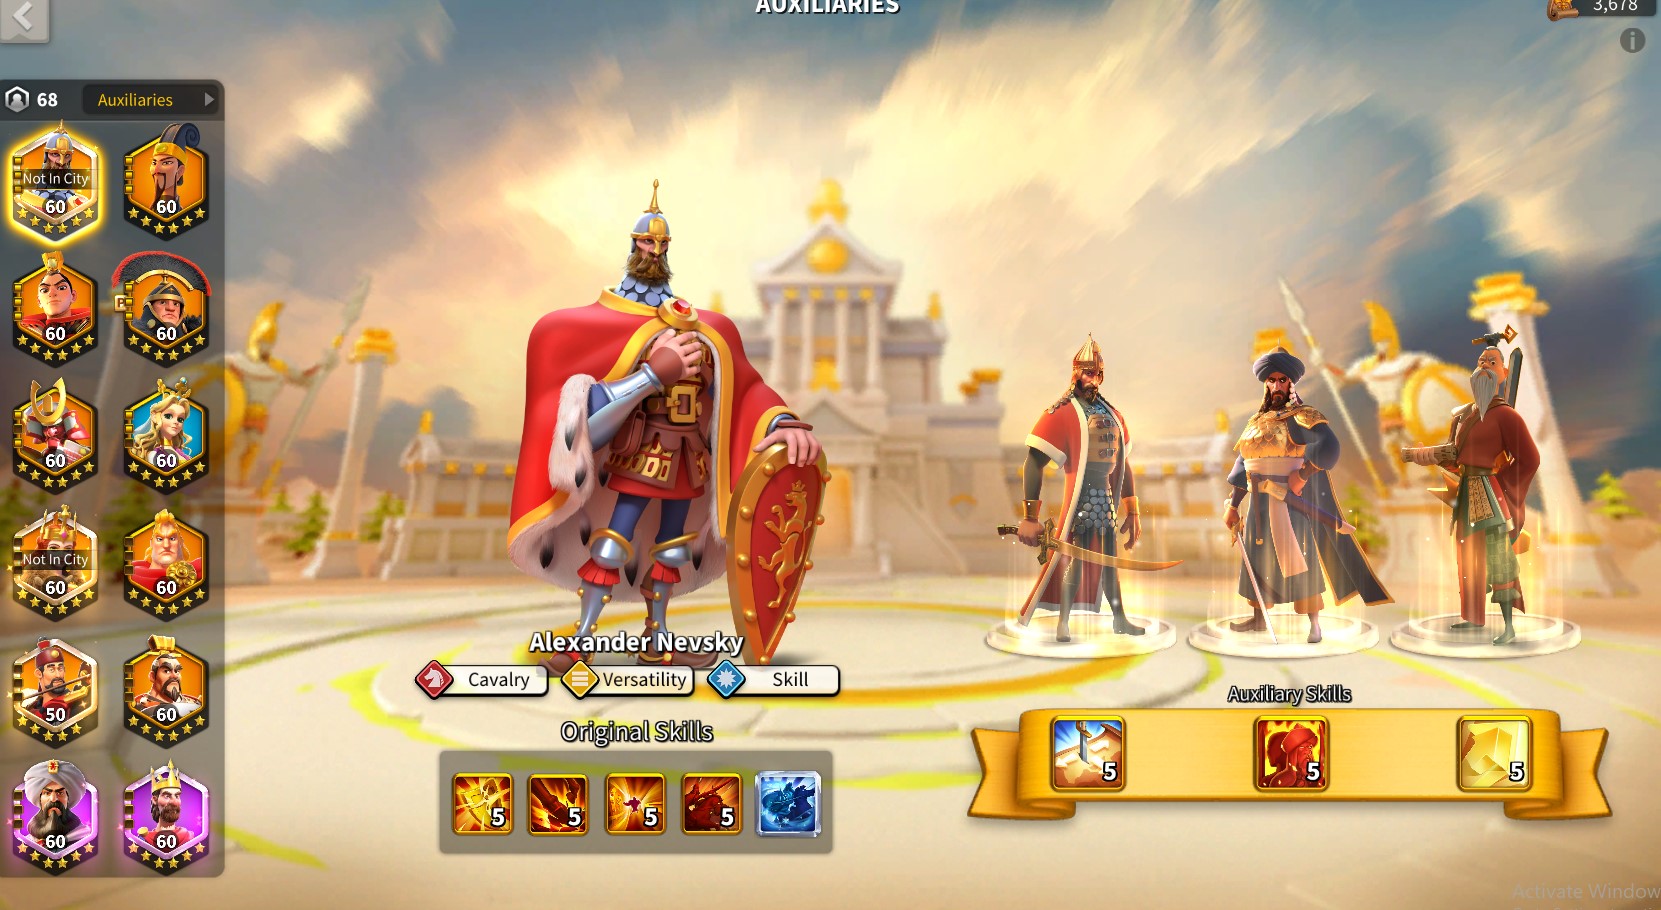 AUXILIARIES
3,678
68
Auxiliaries
Not In City
60
60
60
P
60
60
60
Not In City
60
60
50
60
60
60
Alexander Nevsky
Cavalry
Versatility
Skill
Original Skills
5
5
5
5
Auxiliary Skills
5
5
5
Activate Window